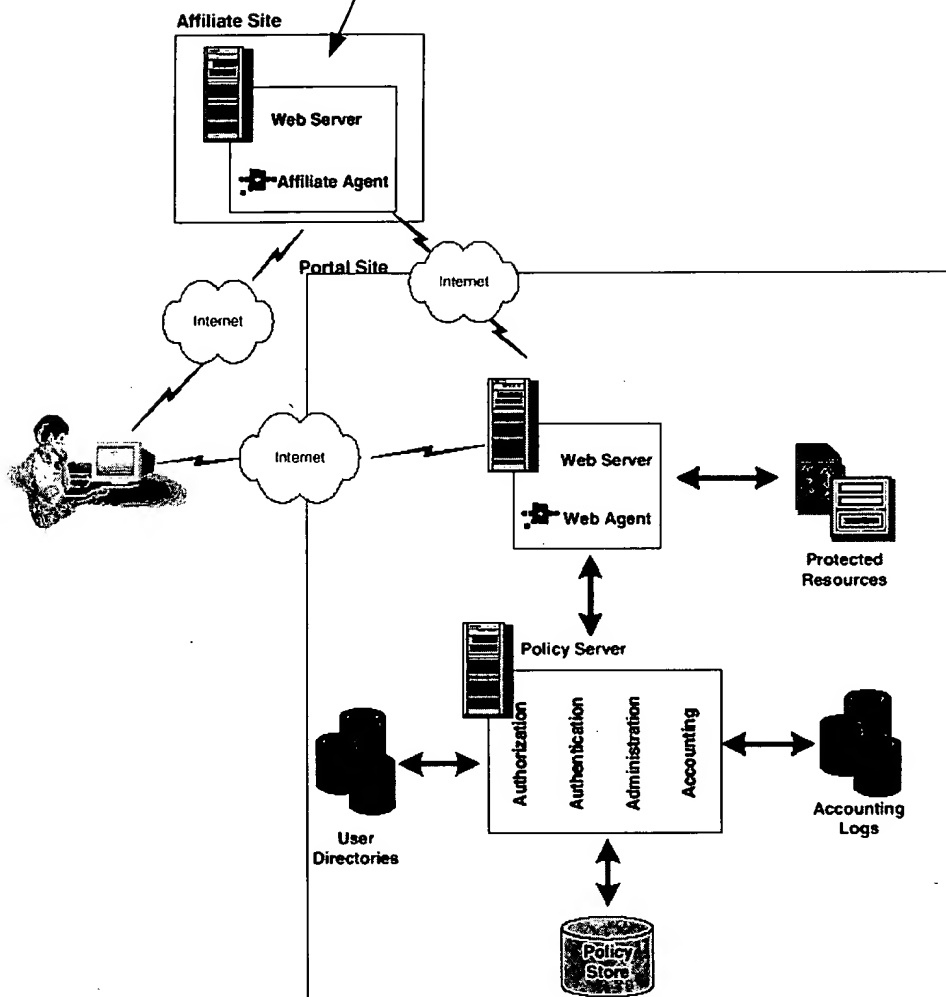 Affiliate Site
Web Server
Affiliate Agent
Portal Site
Internet
Internet
Internet
Web Server
Web Agent
Protected
Resources
Policy Server
Authorization
Authentication
Administration
Accounting
User
Directories
Accounting
Logs
Policy
Store